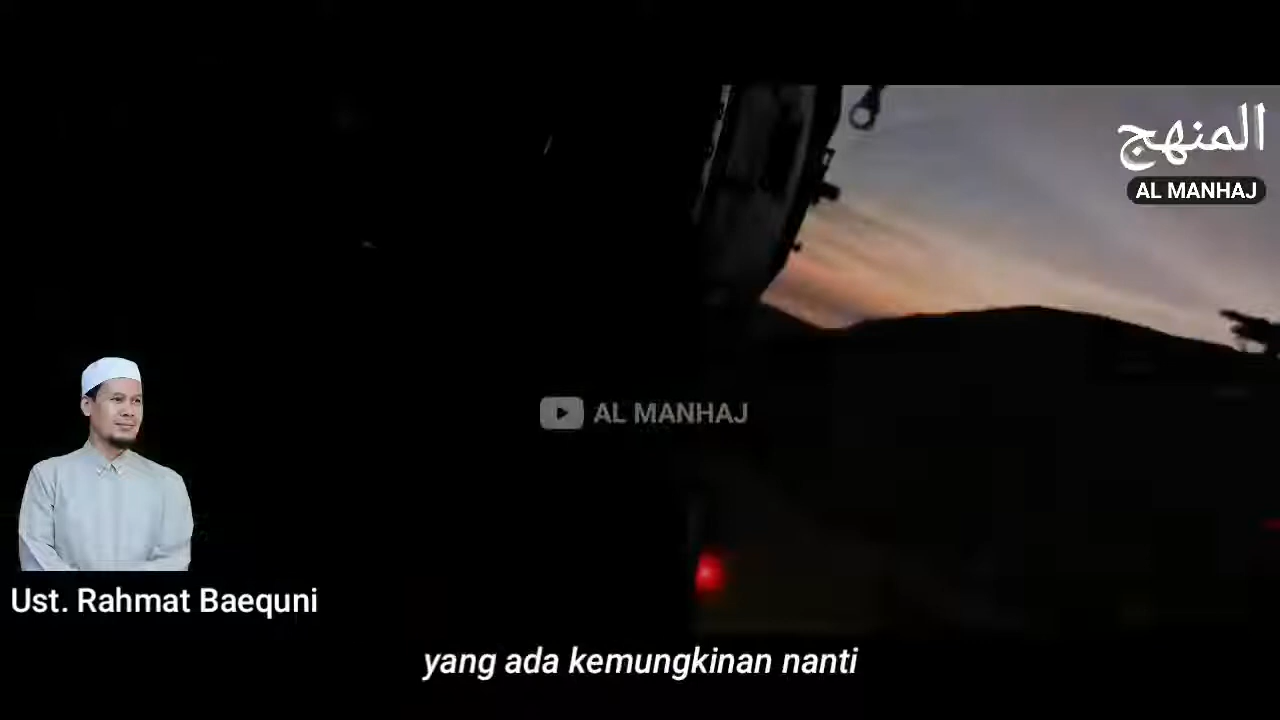 المنهج
AL MANHAJ
AL MANHAJ
Ust. Rahmat Baequni
yang ada kemungkinan nanti